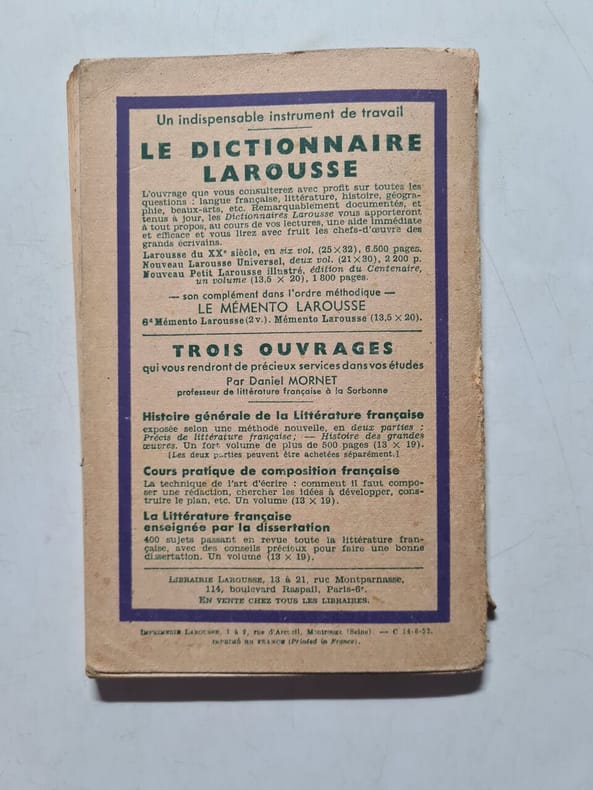 Un indispensable instrument de travail
LE DICTIONNAIRE
LAROUSSE
L'ouvrage que vous consulterez avec profit sur toutes les
questions : langue française, littérature, histoire, géogra-
phie, beaux-arts, etc. Remarquablement documentés, et
tenus à jour, les Dictionnaires Larousse vous apporteront
à tout propos, au cours de vos lectures, une aide immédiate
et efficace et vous lirez avec fruit les chefs-d'œuvre des
grands écrivains.
Larousse du XXᵉ siècle, en six vol. (25×32), 6.500 pages.
Nouveau Larousse Universel, deux vol. (21×30), 2 200 p.
Nouveau Petit Larousse illustré, édition du Centenaire,
un volume (13,5 × 20), 1 800 pages.
— son complément dans l'ordre méthodique —
LE MÉMENTO LAROUSSE
6ᵈ Mémento Larousse (2 v.). Mémento Larousse (13,5 × 20).
TROIS OUVRAGES
qui vous rendront de précieux services dans vos études
Par Daniel MORNET
professeur de littérature française à la Sorbonne
Histoire générale de la Littérature française
exposée selon une méthode nouvelle, en deux parties :
Précis de littérature française ; — Histoire des grandes
œuvres. Un fort volume de plus de 500 pages (13 × 19).
[Les deux parties peuvent être achetées séparément.]
Cours pratique de composition française
La technique de l'art d'écrire : comment il faut compo-
ser une rédaction, chercher les idées à développer, cons-
truire le plan, etc. Un volume (13 × 19).
La Littérature française
enseignée par la dissertation
400 sujets passant en revue toute la littérature fran-
çaise, avec des conseils précieux pour faire une bonne
dissertation. Un volume (13 × 19).
LIBRAIRIE LAROUSSE, 13 à 21, rue Montparnasse,
114, boulevard Raspail, Paris-6ᵉ.
EN VENTE CHEZ TOUS LES LIBRAIRES.
IMPRIMERIE LAROUSSE, 1 à 9, rue d'Arcueil, Montrouge (Seine). — C 14-6-52.
IMPRIMÉ EN FRANCE (Printed in France).